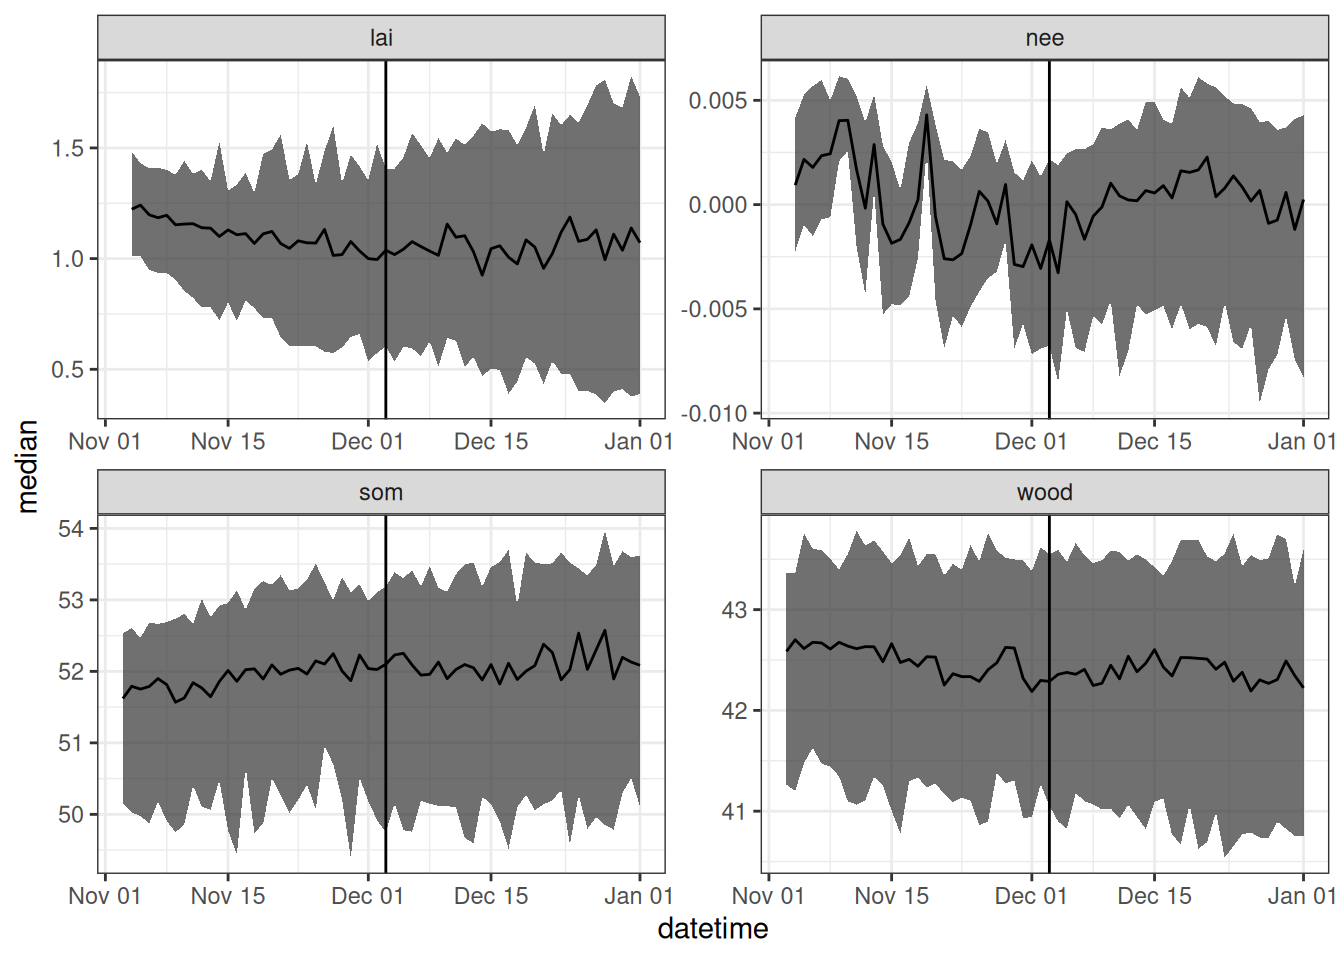 lai
nee
1.5
1.0
0.5
0.005
0.000
-0.005
-0.010
Nov 01 Nov 15 Dec 01 Dec 15 Jan 01
Nov 01 Nov 15 Dec 01 Dec 15 Jan 01
median
som
wood
54
53
52
51
50
43
42
41
Nov 01 Nov 15 Dec 01 Dec 15 Jan 01
Nov 01 Nov 15 Dec 01 Dec 15 Jan 01
datetime